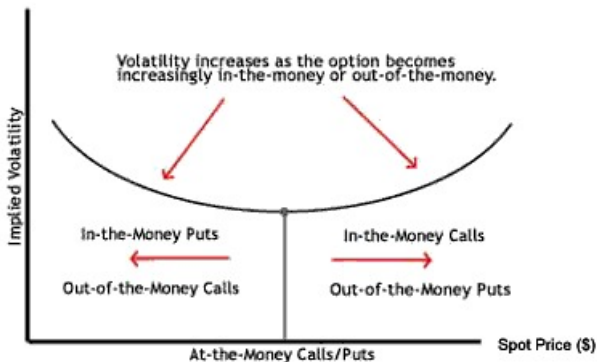 Volatility increases as the option becomes
increasingly in-the-money or out-of-the-money.
Implied Volatility
In-the-Money Puts
In-the-Money Calls
Out-of-the-Money Calls
Out-of-the-Money Puts
At-the-Money Calls/Puts
Spot Price ($)